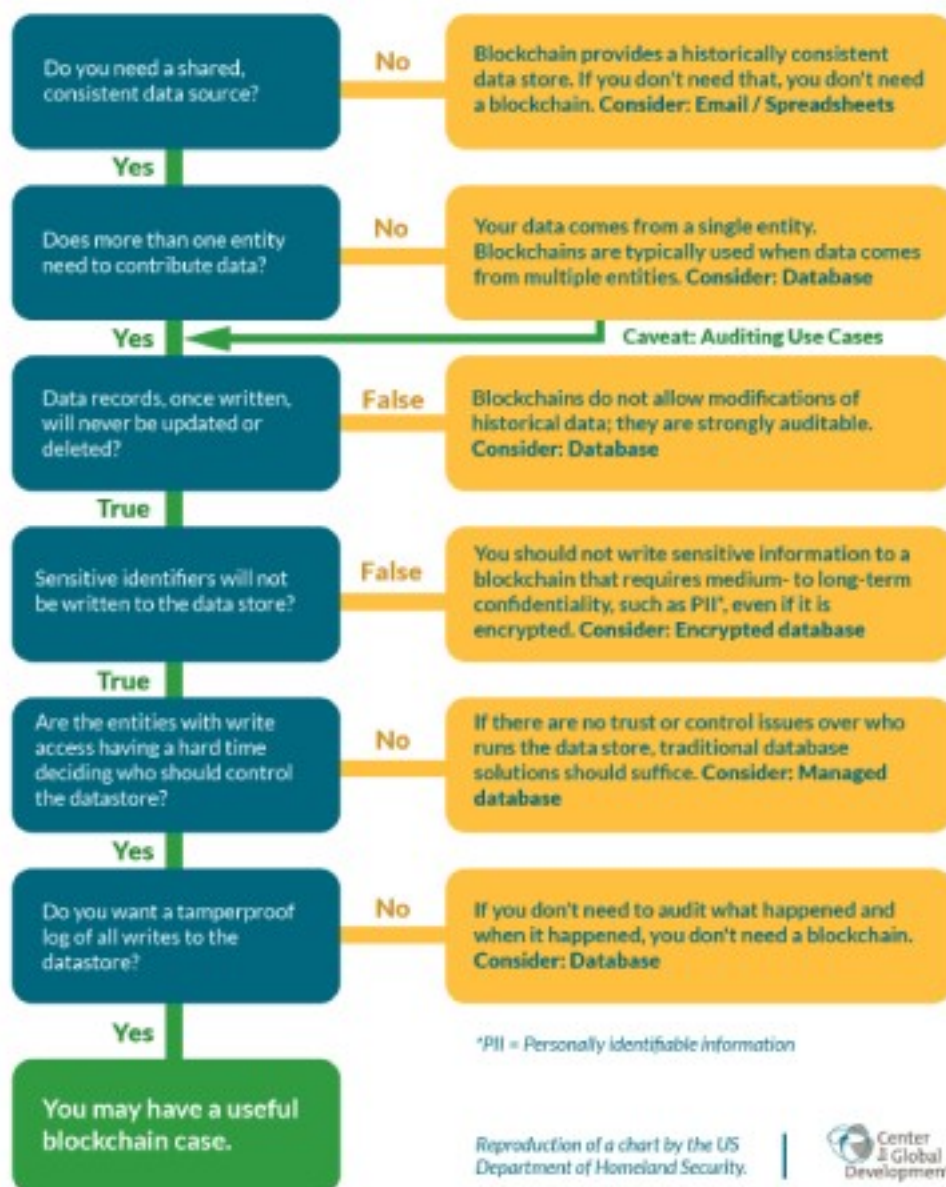 Do you need a shared,
consistent data source?
No
Blockchain provides a historically consistent
data store. If you don't need that, you don't need
a blockchain. Consider: Email / Spreadsheets
Yes
Does more than one entity
need to contribute data?
No
Your data comes from a single entity.
Blockchains are typically used when data comes
from multiple entities. Consider: Database
Yes
Caveat: Auditing Use Cases
Data records, once written,
will never be updated or
deleted?
False
Blockchains do not allow modifications of
historical data; they are strongly auditable.
Consider: Database
True
Sensitive identifiers will not
be written to the data store?
False
You should not write sensitive information to a
blockchain that requires medium- to long-term
confidentiality, such as PII*, even if it is
encrypted. Consider: Encrypted database
True
Are the entities with write
access having a hard time
deciding who should control
the datastore?
No
If there are no trust or control issues over who
runs the data store, traditional database
solutions should suffice. Consider: Managed
database
Yes
Do you want a tamperproof
log of all writes to the
datastore?
No
If you don't need to audit what happened and
when it happened, you don't need a blockchain.
Consider: Database
Yes
*PII = Personally identifiable information
You may have a useful
blockchain case.
Reproduction of a chart by the US
Department of Homeland Security.
Center
for Global
Development